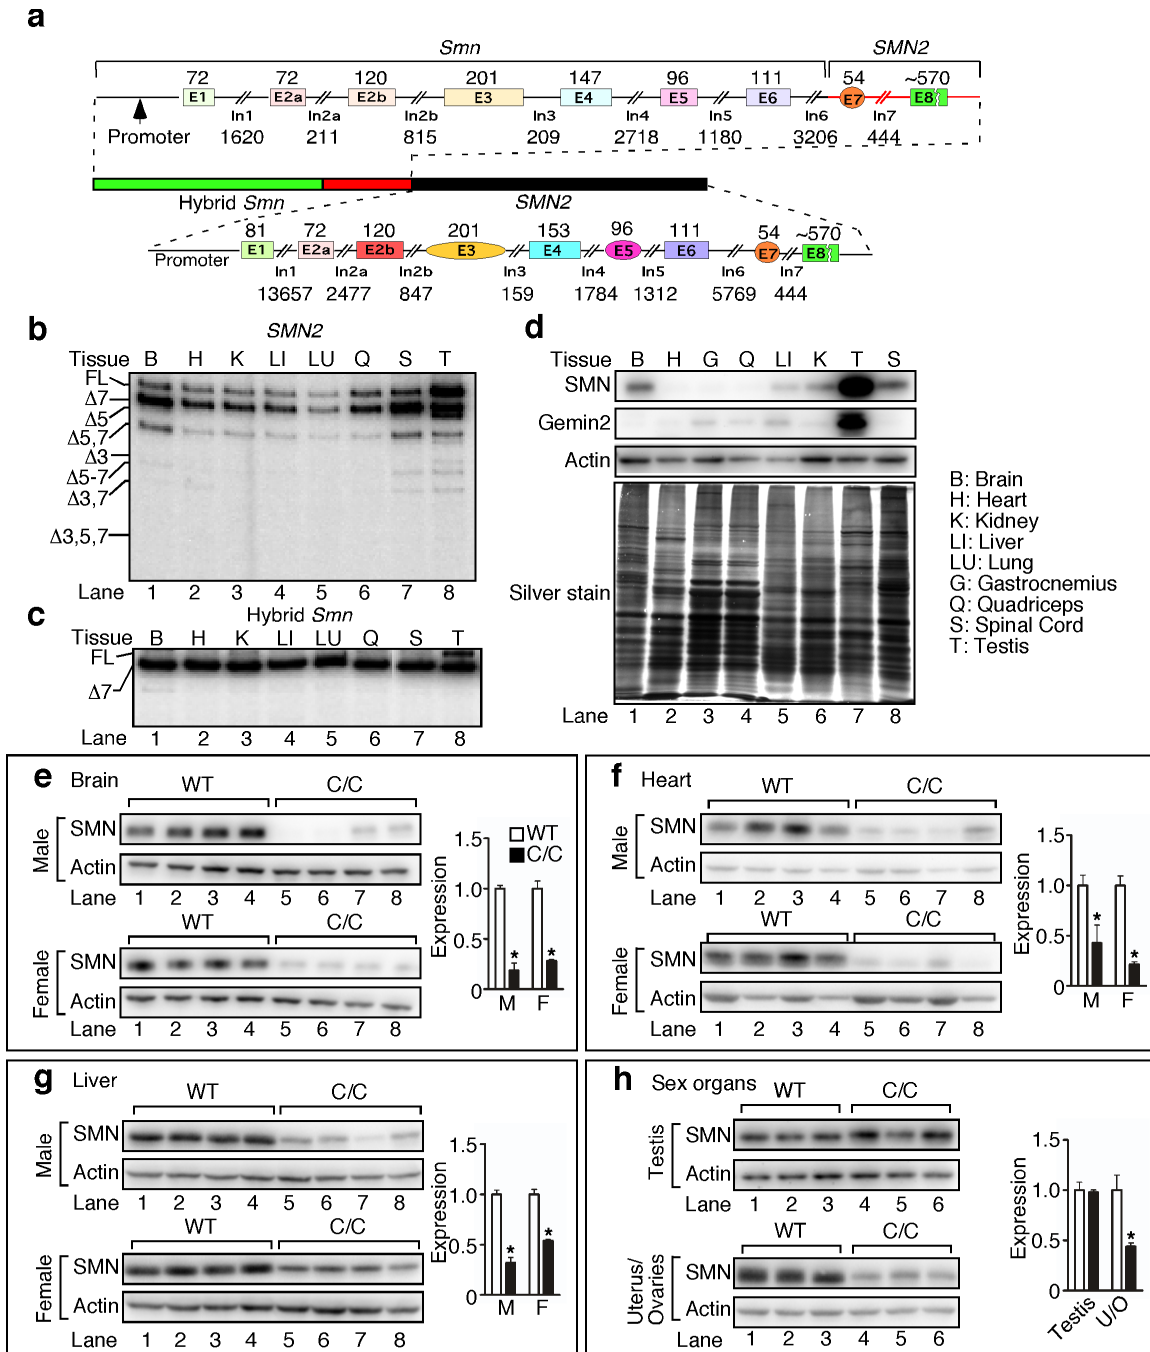 a
Smn SMN2
72 72 120 201 147 96 111 54 ~570
E1 E2a E2b E3 E4 E5 E6 E7 E8
In1 In2a In2b In3 In4 In5 In6 In7
Promoter 1620 211 815 209 2718 1180 3206 444
Hybrid Smn SMN2
81 72 120 201 153 96 111 54 ~570
E1 E2a E2b E3 E4 E5 E6 E7 E8
Promoter
In1 In2a In2b In3 In4 In5 In6 In7
13657 2477 847 159 1784 1312 5769 444
b
SMN2
Tissue B H K LI LU Q S T
FL
Δ7
Δ5
Δ5,7
Δ3
Δ5-7
Δ3,7
Δ3,5,7
Lane 1 2 3 4 5 6 7 8
c
Hybrid Smn
Tissue B H K LI LU Q S T
FL
Δ7
Lane 1 2 3 4 5 6 7 8
d
Tissue B H G Q LI K T S
SMN
Gemin2
Actin
Silver stain
Lane 1 2 3 4 5 6 7 8
B: Brain
H: Heart
K: Kidney
LI: Liver
LU: Lung
G: Gastrocnemius
Q: Quadriceps
S: Spinal Cord
T: Testis
e Brain
WT C/C
Male
SMN
Actin
Lane 1 2 3 4 5 6 7 8
WT C/C
Female
SMN
Actin
Lane 1 2 3 4 5 6 7 8
Expression
1.5
1.0
0.5
0
WT
C/C
* *
M F
f Heart
WT C/C
Male
SMN
Actin
Lane 1 2 3 4 5 6 7 8
WT C/C
Female
SMN
Actin
Lane 1 2 3 4 5 6 7 8
Expression
1.5
1.0
0.5
0
* *
M F
g Liver
WT C/C
Male
SMN
Actin
Lane 1 2 3 4 5 6 7 8
WT C/C
Female
SMN
Actin
Lane 1 2 3 4 5 6 7 8
Expression
1.5
1.0
0.5
0
* *
M F
h Sex organs
WT C/C
Testis
SMN
Actin
Lane 1 2 3 4 5 6
WT C/C
Uterus/
Ovaries
SMN
Actin
Lane 1 2 3 4 5 6
Expression
1.5
1.0
0.5
0
*
Testis U/O